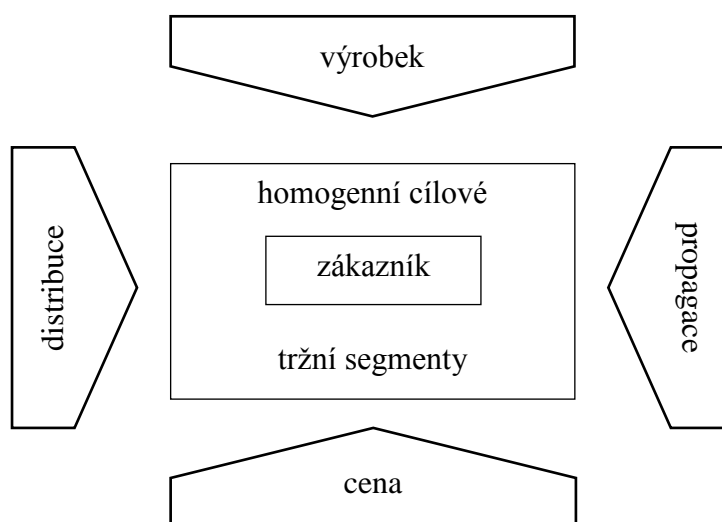 výrobek
homogenní cílové
zákazník
tržní segmenty
distribuce
propagace
cena